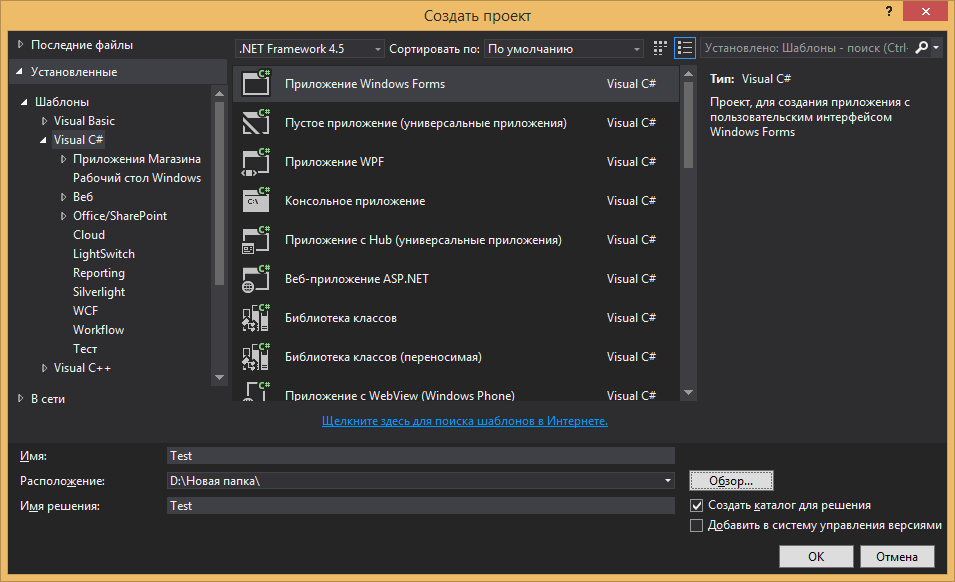 Создать проект
?
Последние файлы
Установленные
Шаблоны
Visual Basic
Visual C#
Приложения Магазина
Рабочий стол Windows
Веб
Office/SharePoint
Cloud
LightSwitch
Reporting
Silverlight
WCF
Workflow
Тест
Visual C++
В сети
.NET Framework 4.5 Сортировать по: По умолчанию
Приложение Windows Forms Visual C#
Пустое приложение (универсальные приложения) Visual C#
Приложение WPF Visual C#
Консольное приложение Visual C#
Приложение с Hub (универсальные приложения) Visual C#
Веб-приложение ASP.NET Visual C#
Библиотека классов Visual C#
Библиотека классов (переносимая) Visual C#
Приложение с WebView (Windows Phone) Visual C#
Щелкните здесь для поиска шаблонов в Интернете.
Установлено: Шаблоны - поиск (Ctrl-
Тип: Visual C#
Проект, для создания приложения с
пользовательским интерфейсом
Windows Forms
Имя: Test
Расположение: D:\Новая папка\ Обзор...
Имя решения: Test
Создать каталог для решения
Добавить в систему управления версиями
OK Отмена